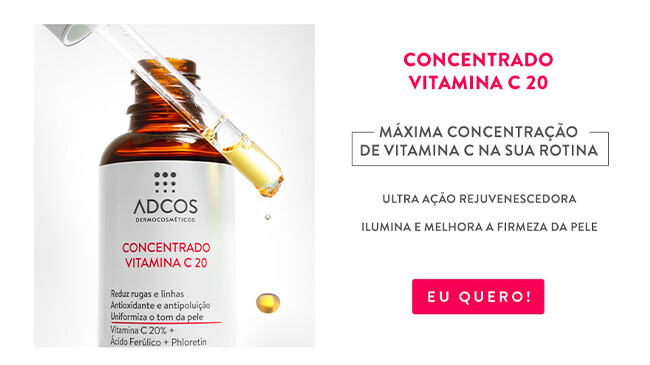 ADCOS
DERMOCOSMÉTICOS
CONCENTRADO
VITAMINA C 20
Reduz rugas e linhas
Antioxidante e antipoluição
Uniformiza o tom da pele
Vitamina C 20% +
Ácido Ferúlico + Phloretin
CONCENTRADO
VITAMINA C 20
MÁXIMA CONCENTRAÇÃO
DE VITAMINA C NA SUA ROTINA
ULTRA AÇÃO REJUVENESCEDORA
ILUMINA E MELHORA A FIRMEZA DA PELE
EU QUERO!